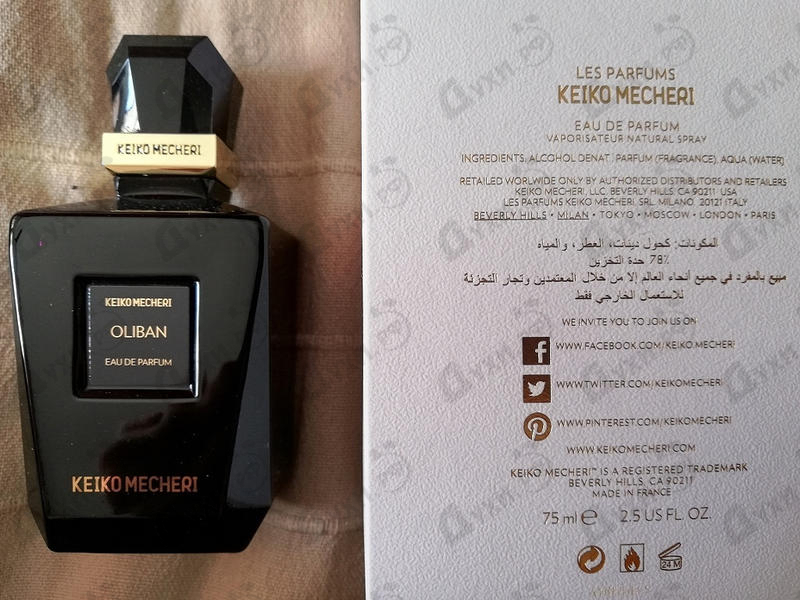 KEIKO MECHERI
KEIKO MECHERI
OLIBAN
EAU DE PARFUM
KEIKO MECHERI
LES PARFUMS
KEIKO MECHERI
EAU DE PARFUM
VAPORISATEUR NATURAL SPRAY
INGREDIENTS: ALCOHOL DENAT, PARFUM (FRAGRANCE), AQUA (WATER)
RETAILED WORLWIDE ONLY BY AUTHORIZED DISTRIBUTORS AND RETAILERS
KEIKO MECHERI, LLC. BEVERLY HILLS, CA 90211 USA
LES PARFUMS KEIKO MECHERI, SRL. MILANO, 20121 ITALY
BEVERLY HILLS • MILAN • TOKYO • MOSCOW • LONDON • PARIS
المكونات: كحول دينات، العطر، والمياه
78٪ حدة التخزين
مبيع بالمفرد في جميع أنحاء العالم إلا من خلال المعتمدين وتجار التجزئة
للاستعمال الخارجي فقط
WE INVITE YOU TO JOIN US ON
WWW.FACEBOOK.COM/KEIKO.MECHERI
WWW.TWITTER.COM/KEIKOMECHERI
WWW.PINTEREST.COM/KEIKOMECHERI
WWW.KEIKOMECHERI.COM
KEIKO MECHERI™ IS A REGISTERED TRADEMARK
BEVERLY HILLS, CA 90211
MADE IN FRANCE
75 ml e 2.5 US FL. OZ.
24 M